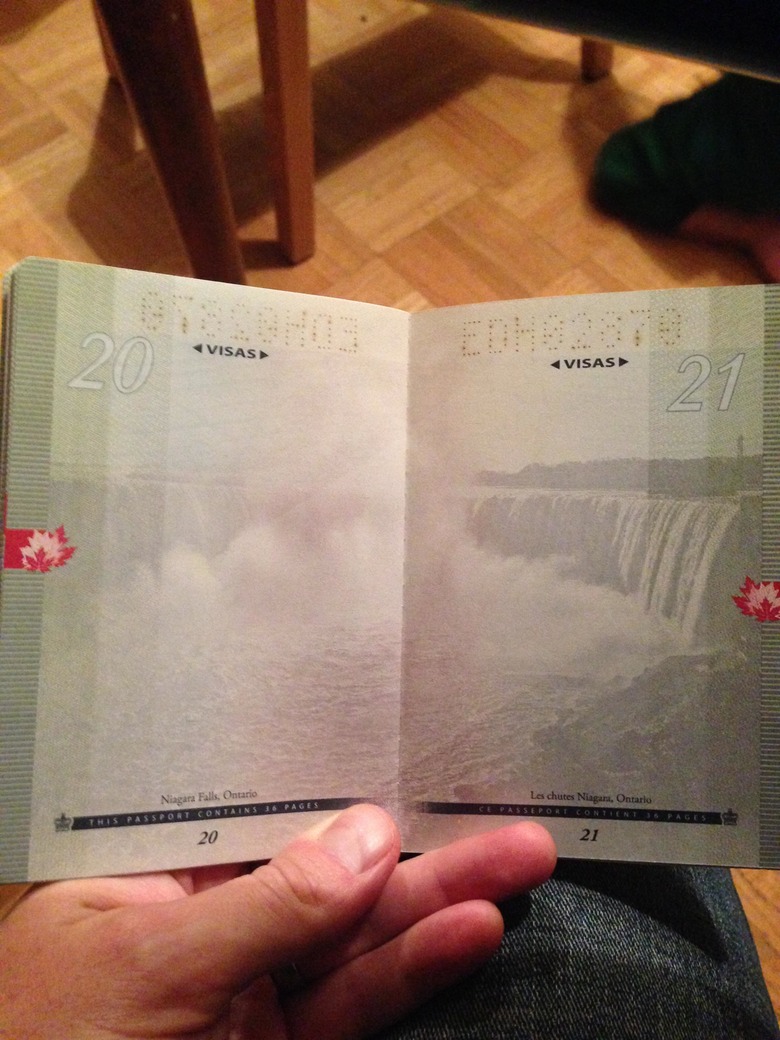 20
◀VISAS▶
Niagara Falls, Ontario
THIS PASSPORT CONTAINS 36 PAGES
20
◀VISAS▶
21
Les chutes Niagara, Ontario
CE PASSEPORT CONTIENT 36 PAGES
21